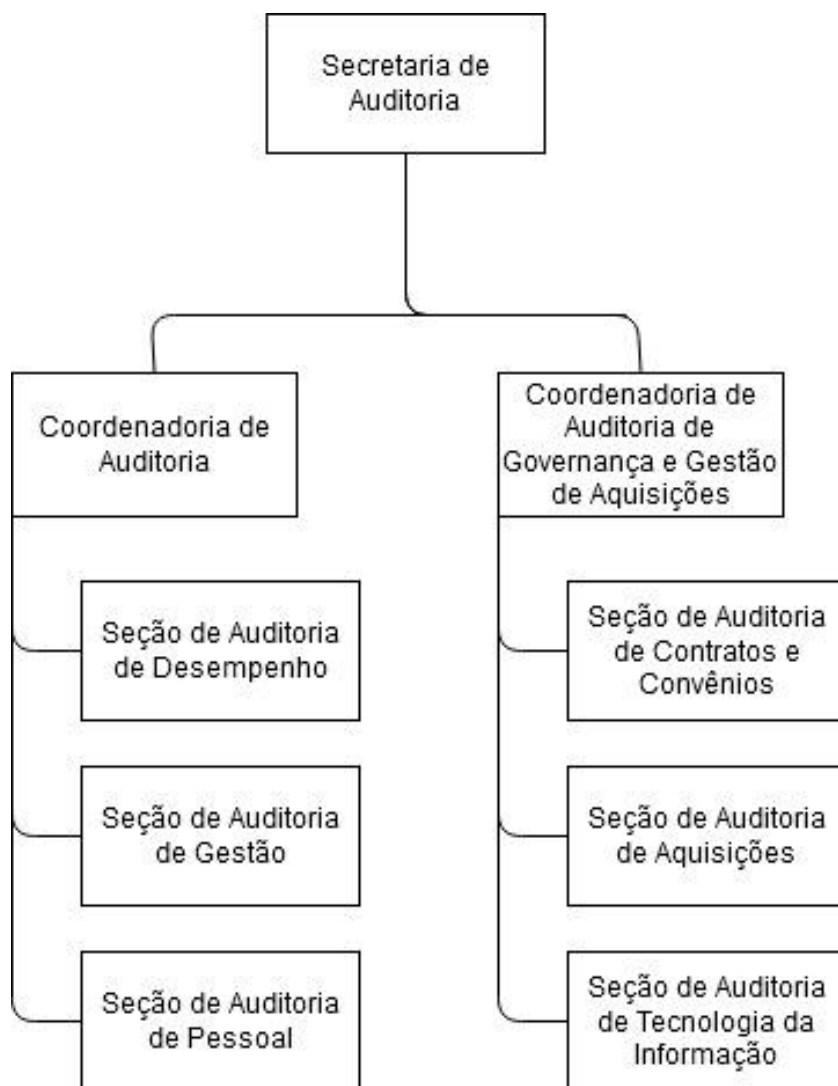 Secretaria de
Auditoria
Coordenadoria de
Auditoria
Coordenadoria de
Auditoria de
Governança e Gestão
de Aquisições
Seção de Auditoria
de Desempenho
Seção de Auditoria
de Contratos e
Convênios
Seção de Auditoria
de Gestão
Seção de Auditoria
de Aquisições
Seção de Auditoria
de Pessoal
Seção de Auditoria
de Tecnologia da
Informação